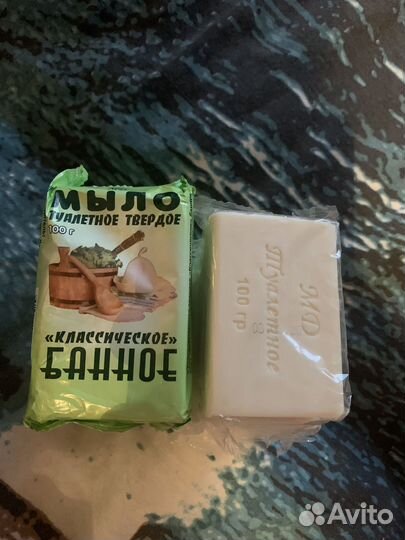 МЫЛО
ТУАЛЕТНОЕ ТВЕРДОЕ
100 г
«КЛАССИЧЕСКОЕ»
БАННОЕ
МД
Туалетное
100 гр
Avito